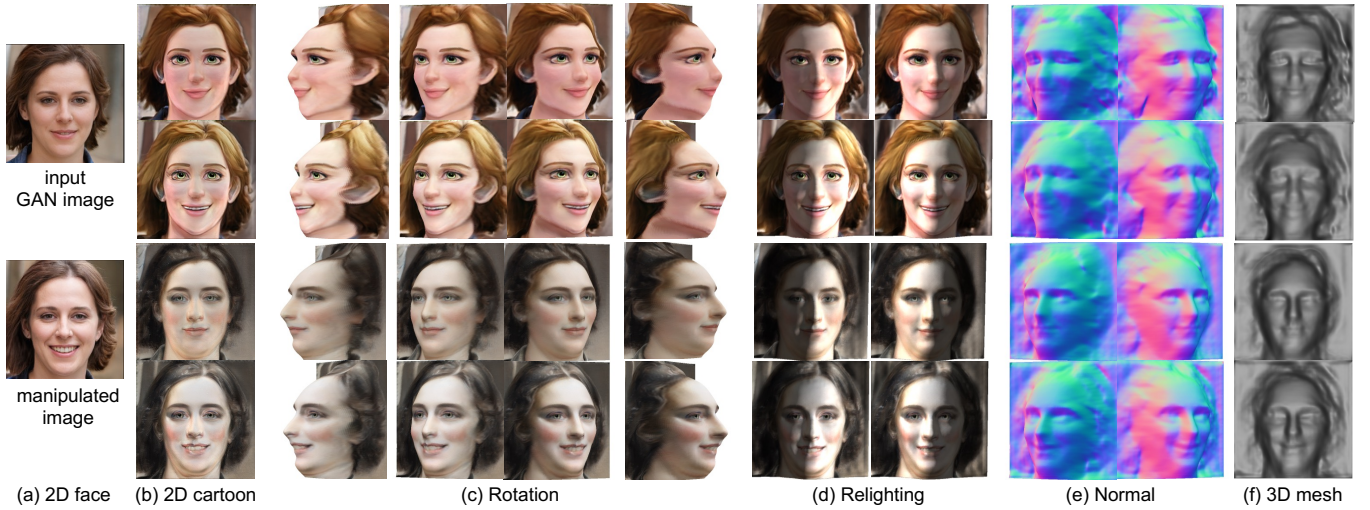 input
GAN image
manipulated
image
(a) 2D face
(b) 2D cartoon
(c) Rotation
(d) Relighting
(e) Normal
(f) 3D mesh